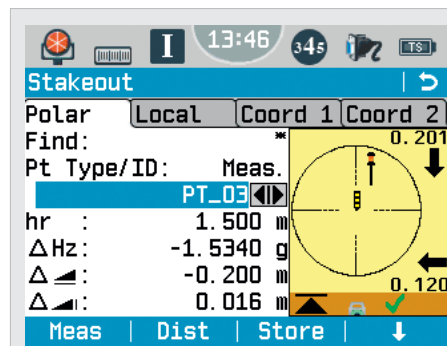 I 13:46 345 TS
Stakeout
Polar Local Coord 1 Coord 2
Find: *
Pt Type/ID: Meas.
PT_03
hr : 1.500 m
ΔHz: -1.5340 g
Δ◢: -0.200 m
Δ◢: 0.016 m
0.201
0.120
Meas Dist Store